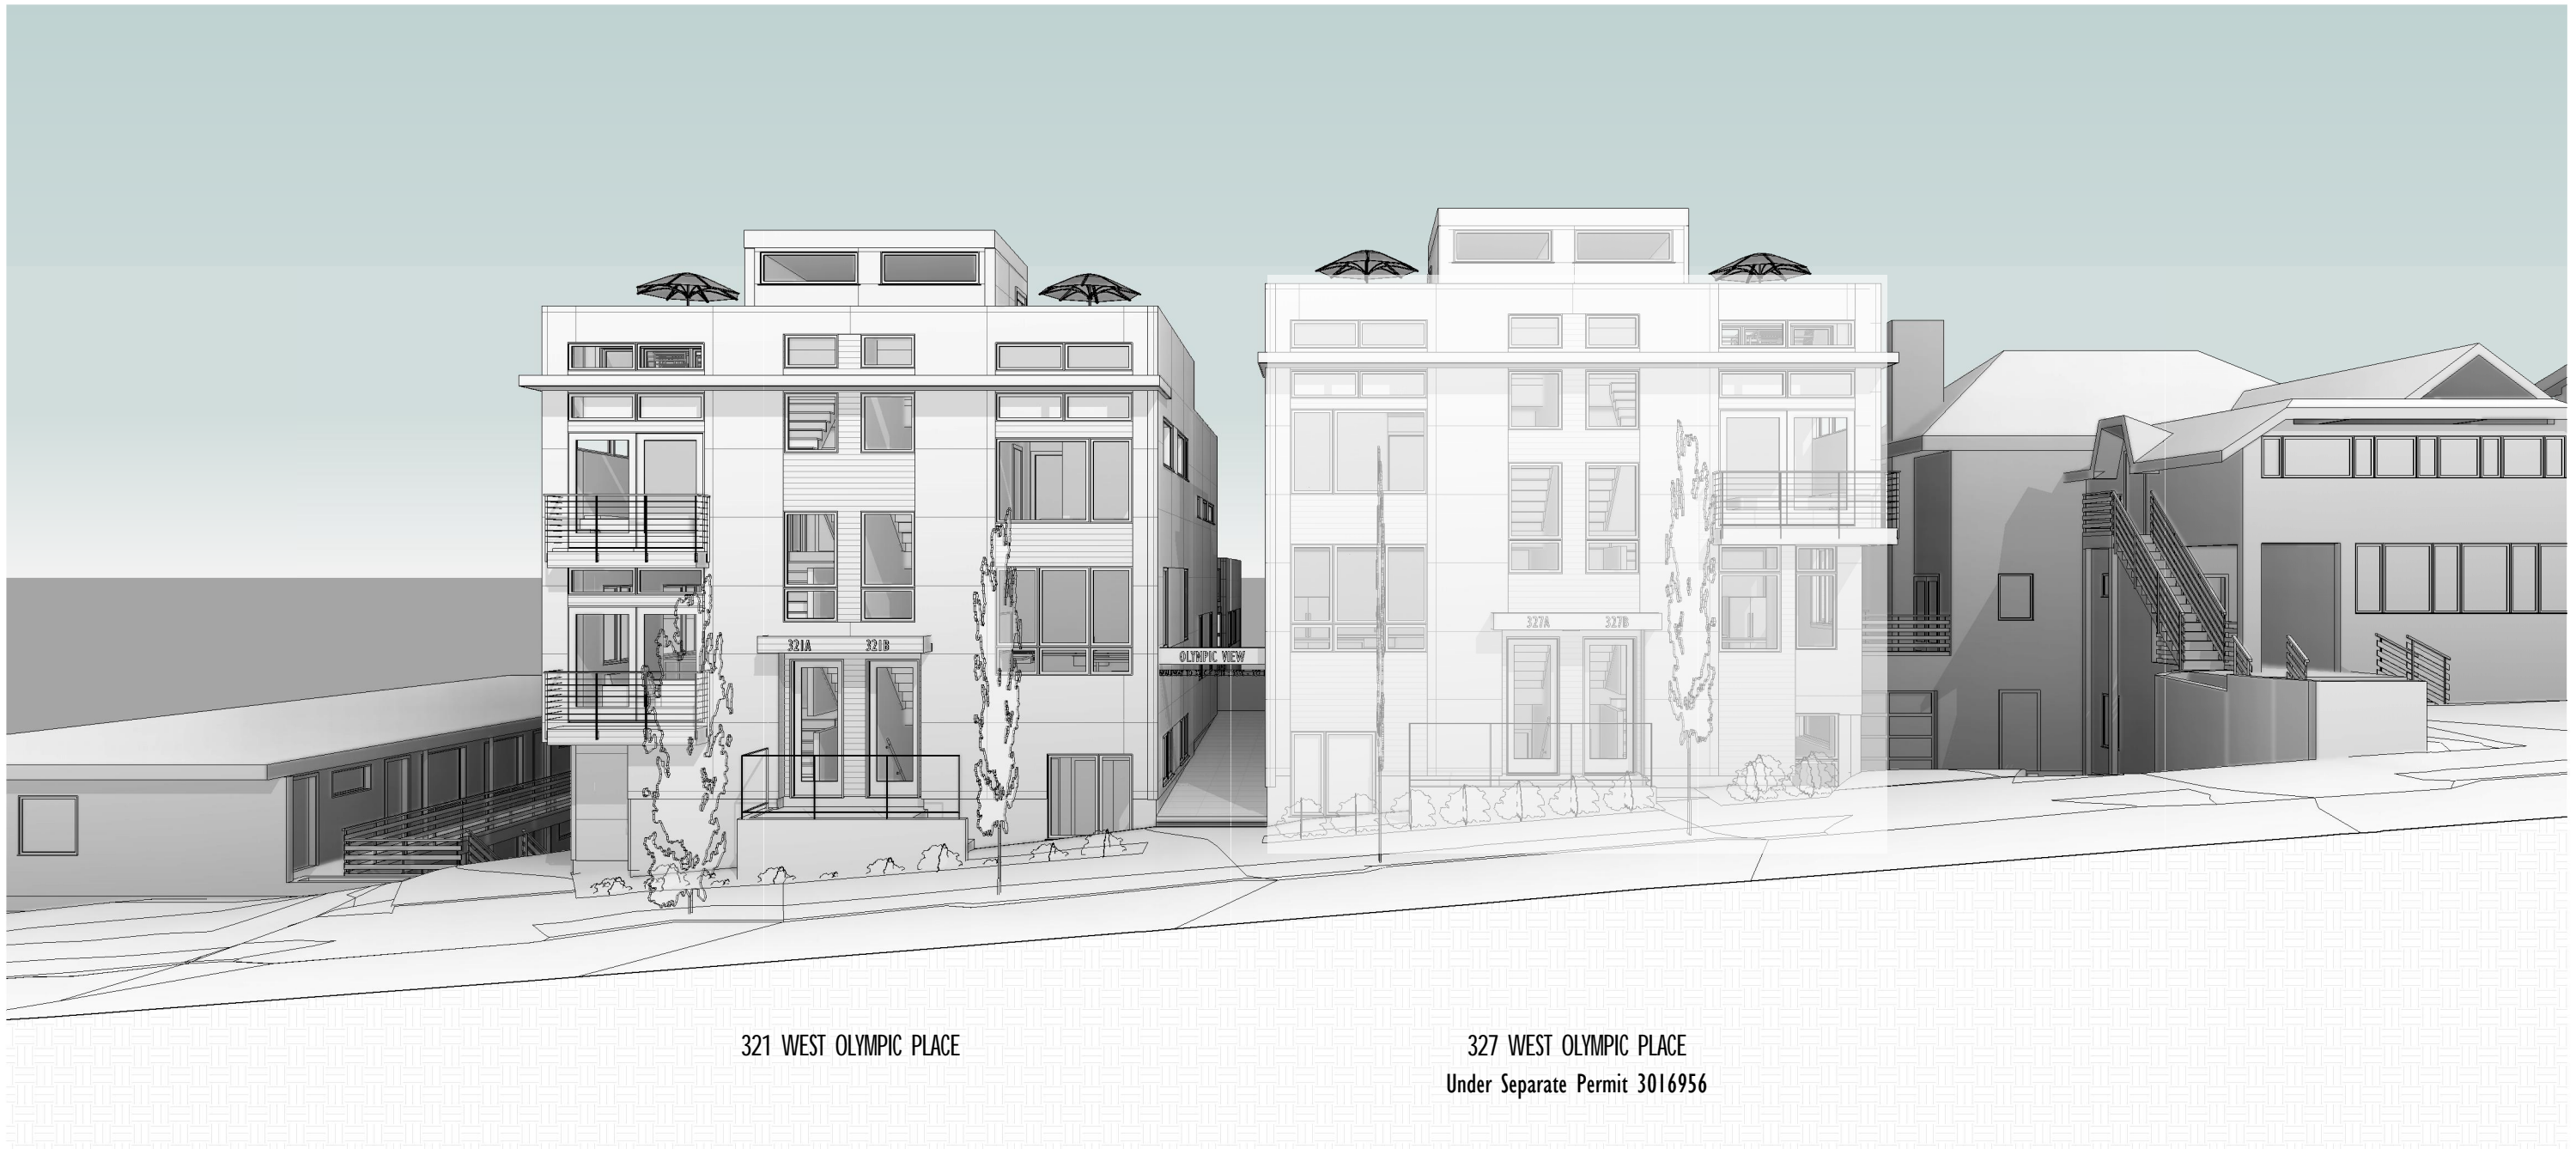 321A 321B
OLYMPIC VIEW
327A 327B
321 WEST OLYMPIC PLACE
327 WEST OLYMPIC PLACE
Under Separate Permit 3016956